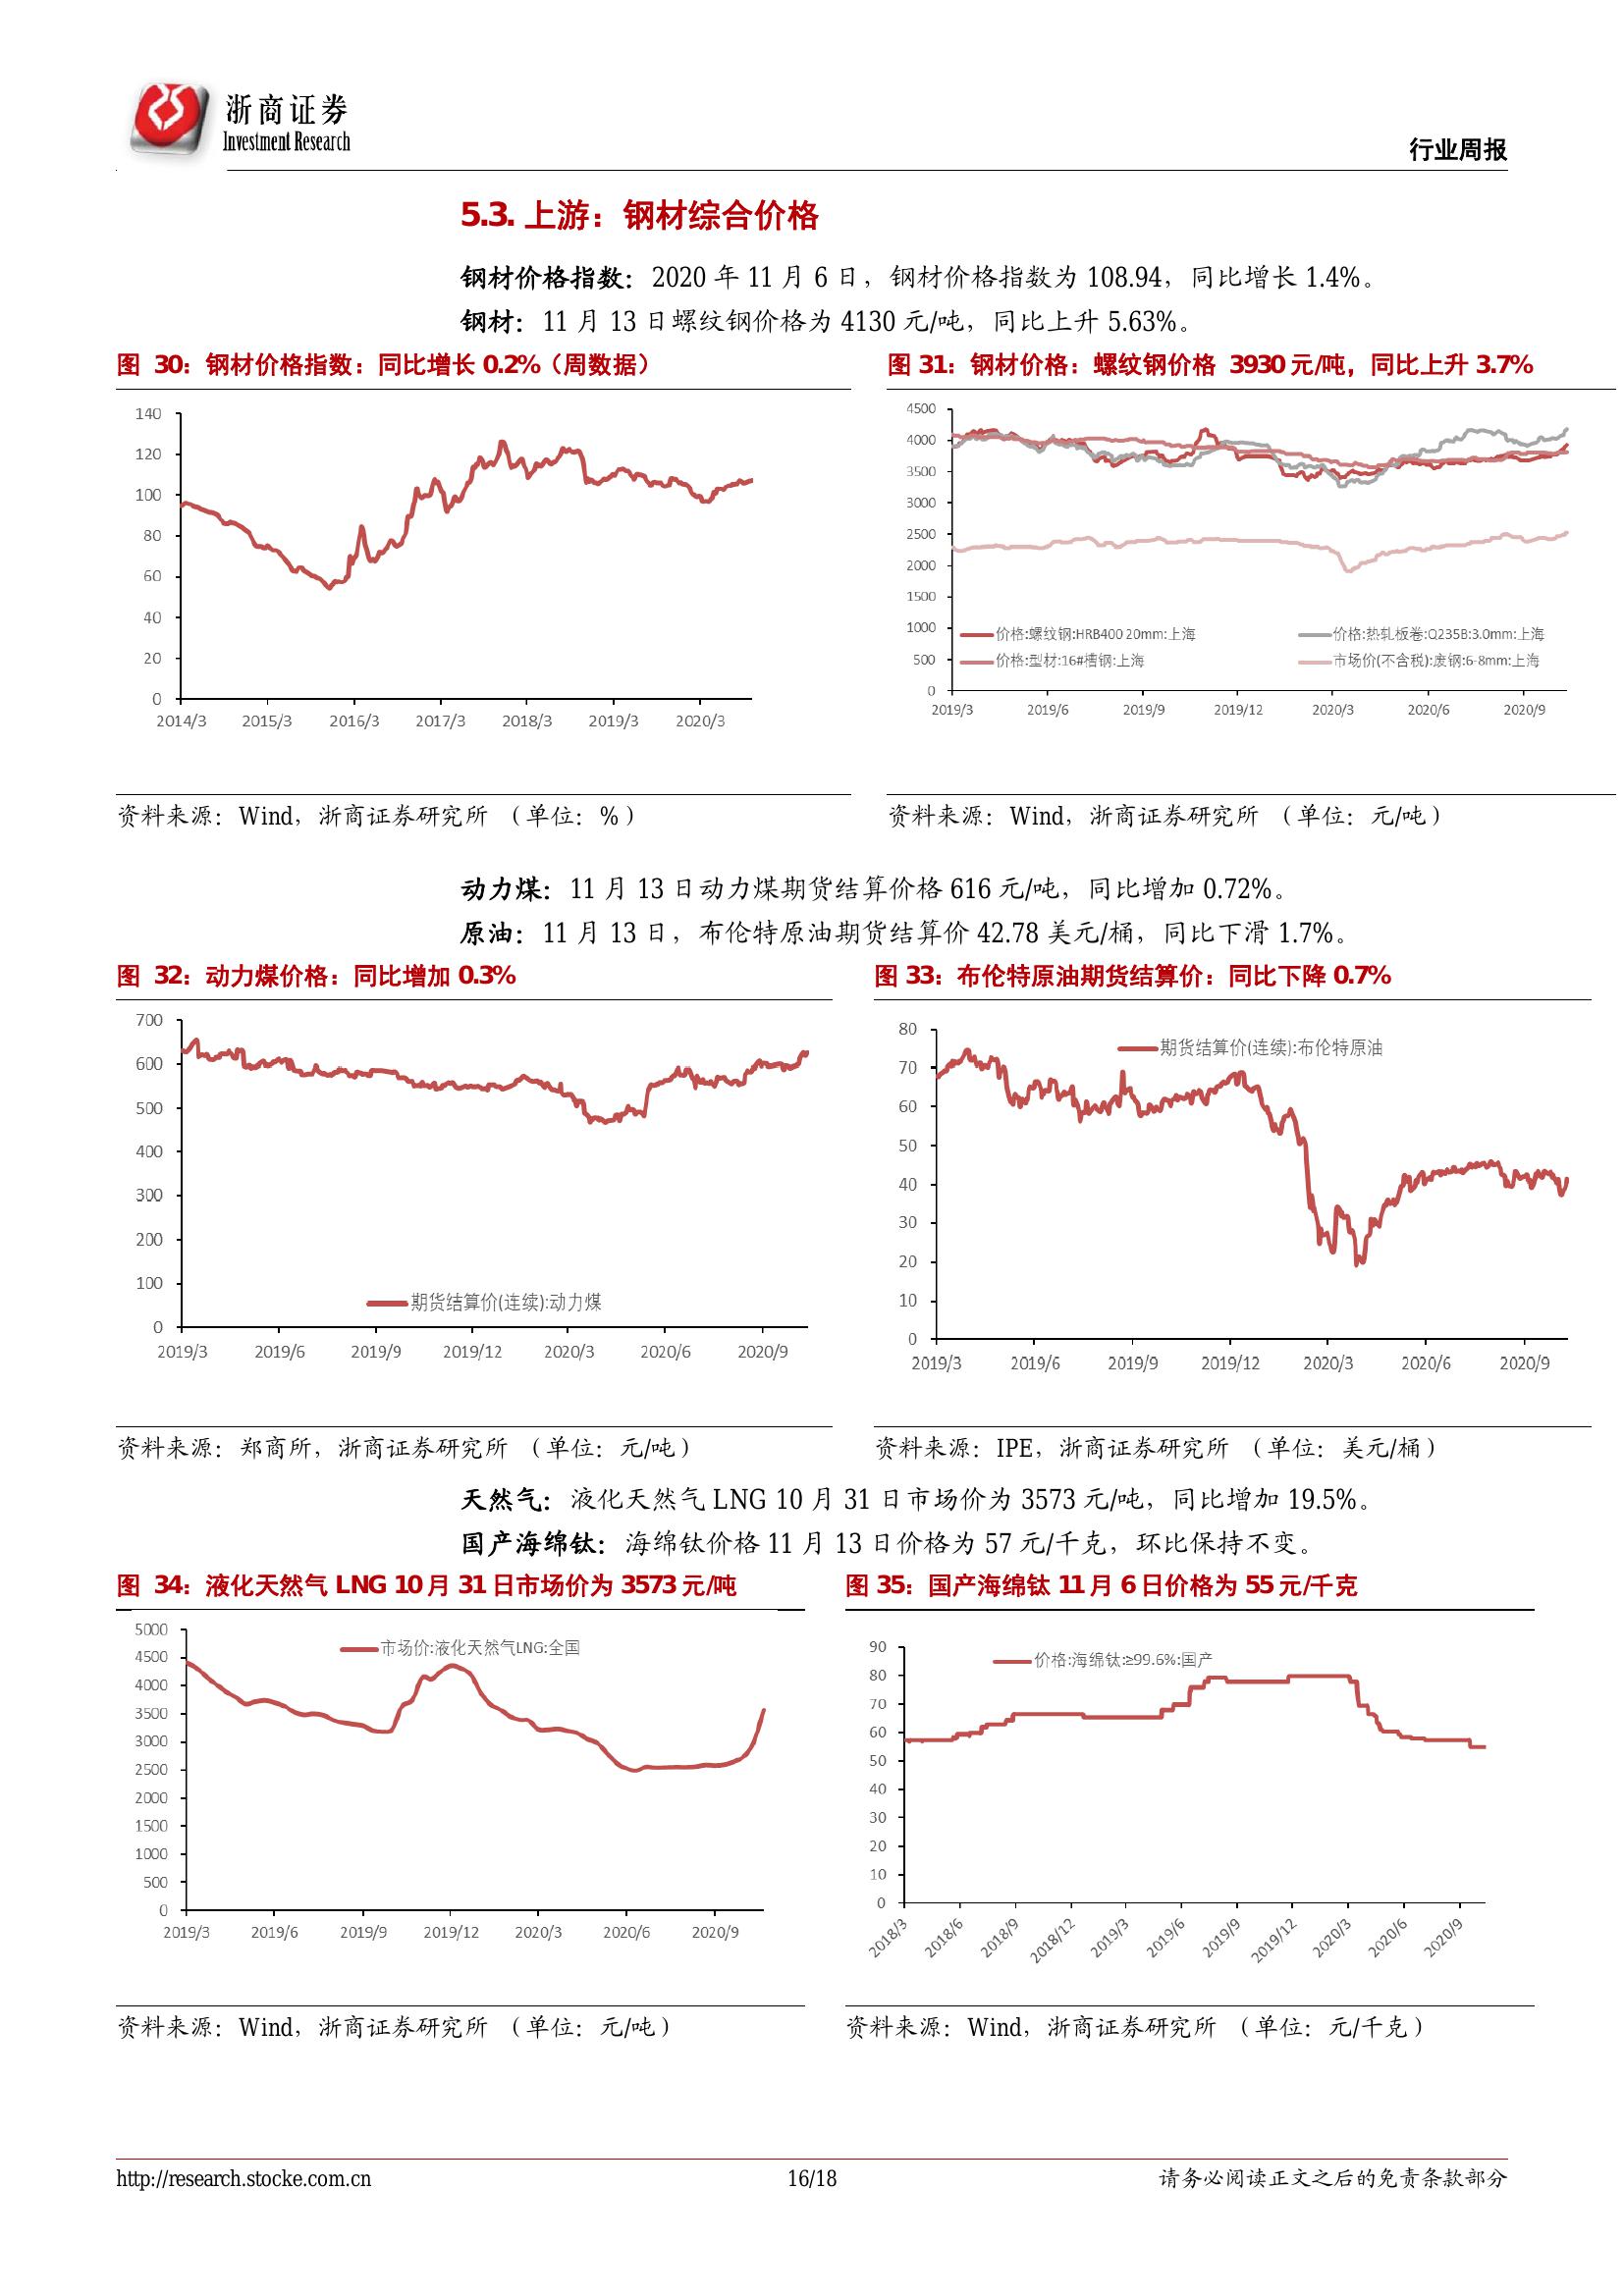 浙商证券
Investment Research
行业周报
5.3. 上游：钢材综合价格
钢材价格指数：2020 年 11 月 6 日，钢材价格指数为 108.94，同比增长 1.4%。
钢材：11 月 13 日螺纹钢价格为 4130 元/吨，同比上升 5.63%。
图 30：钢材价格指数：同比增长 0.2%（周数据）
140
120
100
80
60
40
20
0
2014/3 2015/3 2016/3 2017/3 2018/3 2019/3 2020/3
资料来源：Wind，浙商证券研究所 （单位：%）
图 31：钢材价格：螺纹钢价格 3930 元/吨，同比上升 3.7%
4500
4000
3500
3000
2500
2000
1500
1000
500
0
价格:螺纹钢:HRB400 20mm:上海 价格:热轧板卷:Q235B:3.0mm:上海
价格:型材:16#槽钢:上海 市场价(不含税):废钢:6-8mm:上海
2019/3 2019/6 2019/9 2019/12 2020/3 2020/6 2020/9
资料来源：Wind，浙商证券研究所 （单位：元/吨）
动力煤：11 月 13 日动力煤期货结算价格 616 元/吨，同比增加 0.72%。
原油：11 月 13 日，布伦特原油期货结算价 42.78 美元/桶，同比下滑 1.7%。
图 32：动力煤价格：同比增加 0.3%
700
600
500
400
300
200
100
0
期货结算价(连续):动力煤
2019/3 2019/6 2019/9 2019/12 2020/3 2020/6 2020/9
资料来源：郑商所，浙商证券研究所 （单位：元/吨）
图 33：布伦特原油期货结算价：同比下降 0.7%
80
70
60
50
40
30
20
10
0
期货结算价(连续):布伦特原油
2019/3 2019/6 2019/9 2019/12 2020/3 2020/6 2020/9
资料来源：IPE，浙商证券研究所 （单位：美元/桶）
天然气：液化天然气 LNG 10 月 31 日市场价为 3573 元/吨，同比增加 19.5%。
国产海绵钛：海绵钛价格 11 月 13 日价格为 57 元/千克，环比保持不变。
图 34：液化天然气 LNG 10 月 31 日市场价为 3573 元/吨
5000
4500
4000
3500
3000
2500
2000
1500
1000
500
0
市场价:液化天然气LNG:全国
2019/3 2019/6 2019/9 2019/12 2020/3 2020/6 2020/9
资料来源：Wind，浙商证券研究所 （单位：元/吨）
图 35：国产海绵钛 11 月 6 日价格为 55 元/千克
90
80
70
60
50
40
30
20
10
0
价格:海绵钛:≥99.6%:国产
2018/3 2018/6 2018/9 2018/12 2019/3 2019/6 2019/9 2019/12 2020/3 2020/6 2020/9
资料来源：Wind，浙商证券研究所 （单位：元/千克）
http://research.stocke.com.cn 16/18 请务必阅读正文之后的免责条款部分